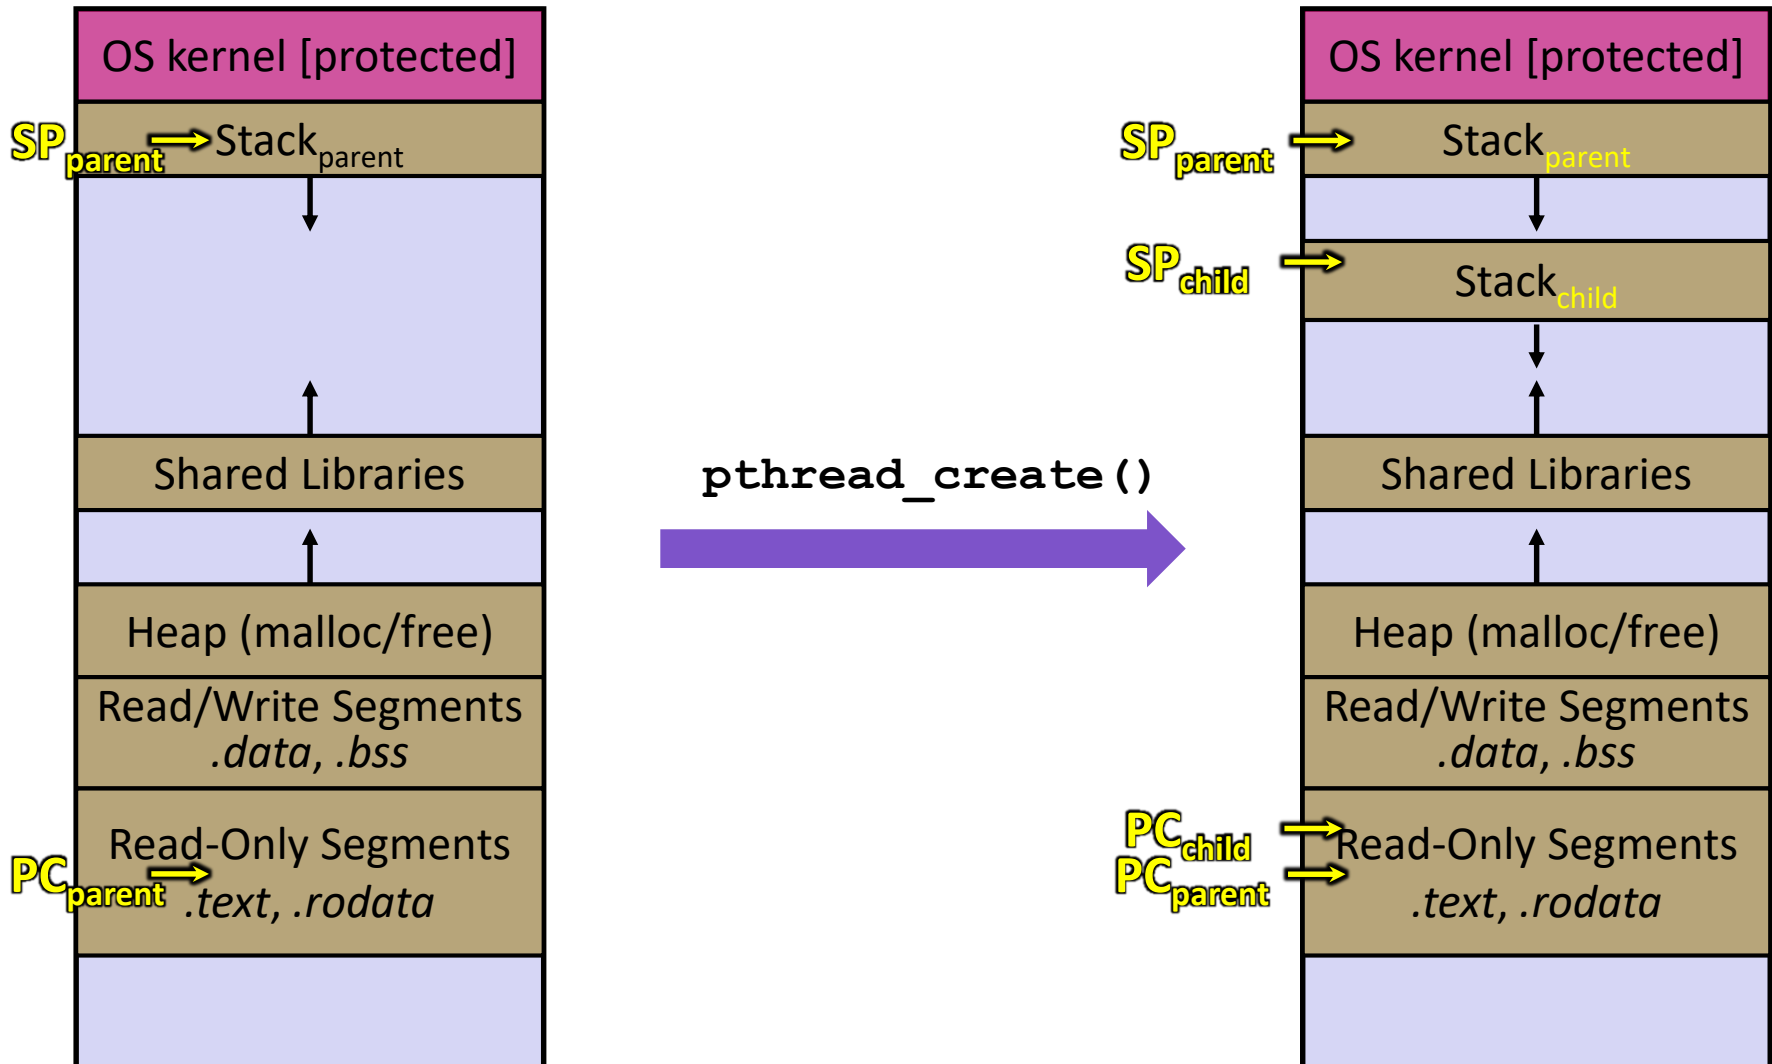 OS kernel [protected]
SPparent
Stackparent
Shared Libraries
Heap (malloc/free)
Read/Write Segments
.data, .bss
Read-Only Segments
PCparent
.text, .rodata
pthread_create()
OS kernel [protected]
SPparent
Stackparent
SPchild
Stackchild
Shared Libraries
Heap (malloc/free)
Read/Write Segments
.data, .bss
PCchild
Read-Only Segments
PCparent
.text, .rodata